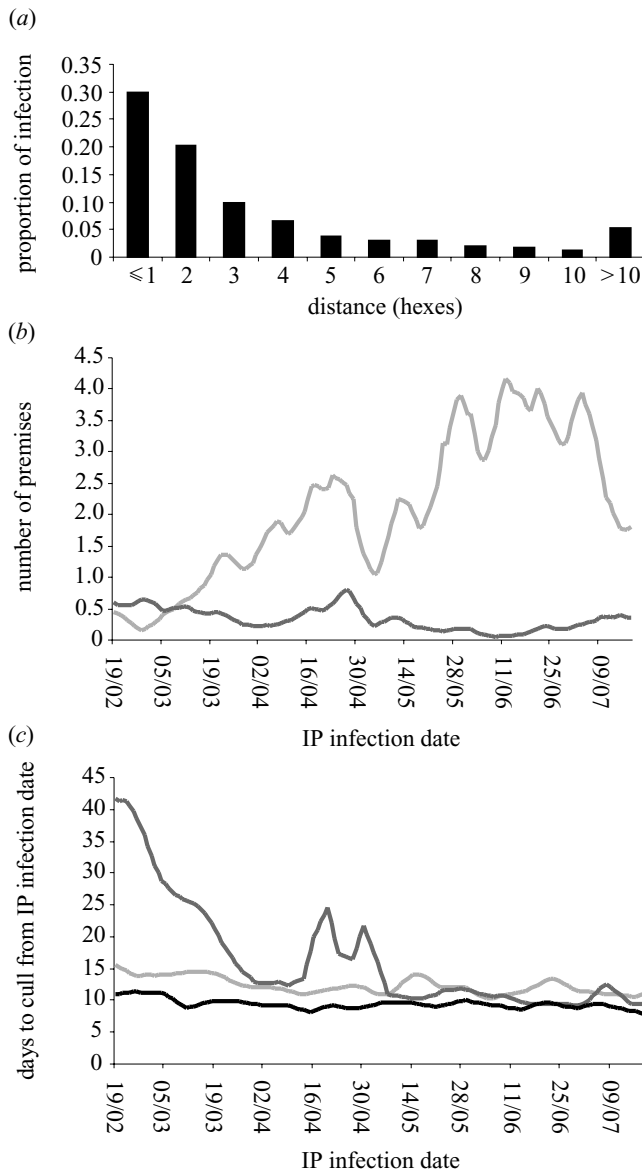 (a)
proportion of infection
0.35
0.30
0.25
0.20
0.15
0.10
0.05
0
⩽1 2 3 4 5 6 7 8 9 10 >10
distance (hexes)
(b)
number of premises
4.5
4.0
3.5
3.0
2.5
2.0
1.5
1.0
0.5
0
19/02 05/03 19/03 02/04 16/04 30/04 14/05 28/05 11/06 25/06 09/07
IP infection date
(c)
days to cull from IP infection date
45
40
35
30
25
20
15
10
5
0
19/02 05/03 19/03 02/04 16/04 30/04 14/05 28/05 11/06 25/06 09/07
IP infection date